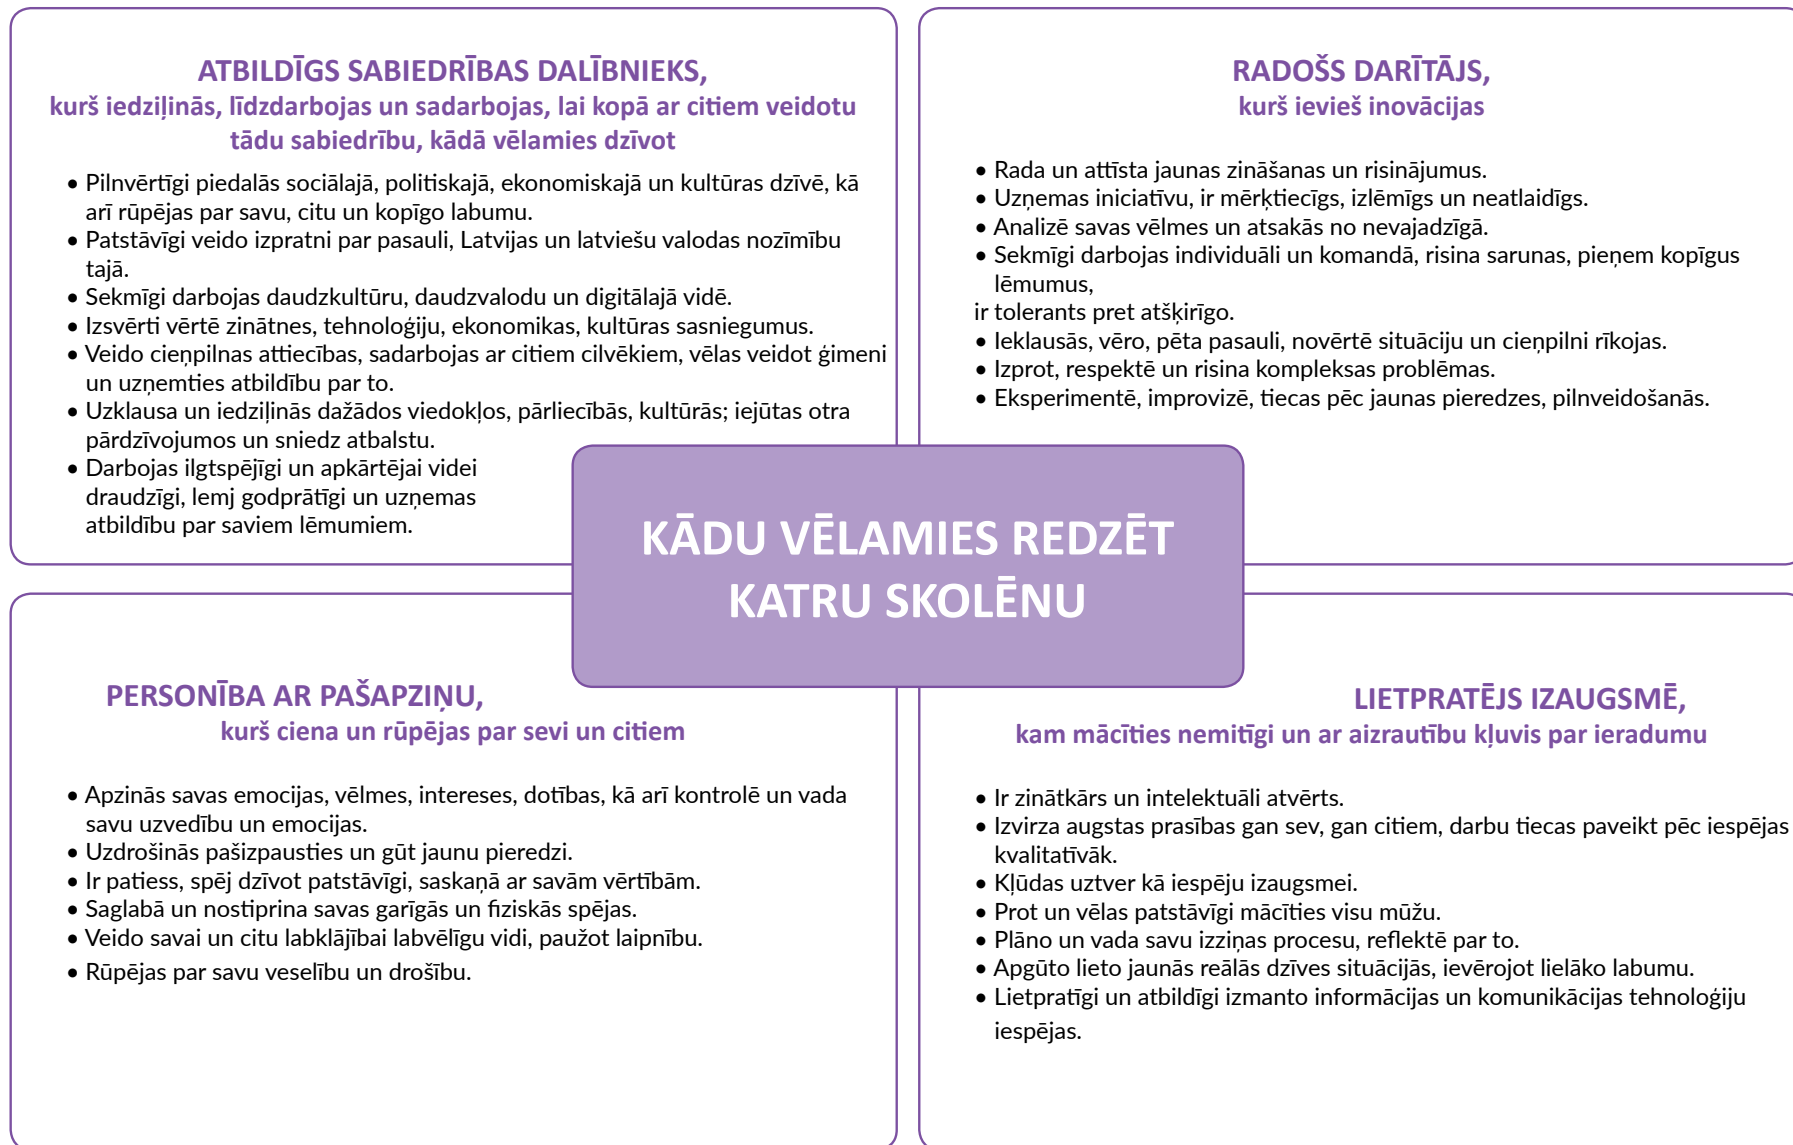 ATBILDĪGS SABIEDRĪBAS DALĪBNIEKS,
kurš iedziļinās, līdzdarbojas un sadarbojas, lai kopā ar citiem veidotu
tādu sabiedrību, kādā vēlamies dzīvot
• Pilnvērtīgi piedalās sociālajā, politiskajā, ekonomiskajā un kultūras dzīvē, kā
arī rūpējas par savu, citu un kopīgo labumu.
• Patstāvīgi veido izpratni par pasauli, Latvijas un latviešu valodas nozīmību
tajā.
• Sekmīgi darbojas daudzkultūru, daudzvalodu un digitālajā vidē.
• Izsvērti vērtē zinātnes, tehnoloģiju, ekonomikas, kultūras sasniegumus.
• Veido cieņpilnas attiecības, sadarbojas ar citiem cilvēkiem, vēlas veidot ģimeni
un uzņemties atbildību par to.
• Uzklausa un iedziļinās dažādos viedokļos, pārliecībās, kultūrās; iejūtas otra
pārdzīvojumos un sniedz atbalstu.
• Darbojas ilgtspējīgi un apkārtējai videi
draudzīgi, lemj godprātīgi un uzņemas
atbildību par saviem lēmumiem.
RADOŠS DARĪTĀJS,
kurš ievieš inovācijas
• Rada un attīsta jaunas zināšanas un risinājumus.
• Uzņemas iniciatīvu, ir mērķtiecīgs, izlēmīgs un neatlaidīgs.
• Analizē savas vēlmes un atsakās no nevajadzīgā.
• Sekmīgi darbojas individuāli un komandā, risina sarunas, pieņem kopīgus
lēmumus,
ir tolerants pret atšķirīgo.
• Ieklausās, vēro, pēta pasauli, novērtē situāciju un cieņpilni rīkojas.
• Izprot, respektē un risina kompleksas problēmas.
• Eksperimentē, improvizē, tiecas pēc jaunas pieredzes, pilnveidošanās.
KĀDU VĒLAMIES REDZĒT
KATRU SKOLĒNU
PERSONĪBA AR PAŠAPZIŅU,
kurš ciena un rūpējas par sevi un citiem
• Apzinās savas emocijas, vēlmes, intereses, dotības, kā arī kontrolē un vada
savu uzvedību un emocijas.
• Uzdrošinās pašizpausties un gūt jaunu pieredzi.
• Ir patiess, spēj dzīvot patstāvīgi, saskaņā ar savām vērtībām.
• Saglabā un nostiprina savas garīgās un fiziskās spējas.
• Veido savai un citu labklājībai labvēlīgu vidi, paužot laipnību.
• Rūpējas par savu veselību un drošību.
LIETPRATĒJS IZAUGSMĒ,
kam mācīties nemitīgi un ar aizrautību kļuvis par ieradumu
• Ir zinātkārs un intelektuāli atvērts.
• Izvirza augstas prasības gan sev, gan citiem, darbu tiecas paveikt pēc iespējas
kvalitatīvāk.
• Kļūdas uztver kā iespēju izaugsmei.
• Prot un vēlas patstāvīgi mācīties visu mūžu.
• Plāno un vada savu izziņas procesu, reflektē par to.
• Apgūto lieto jaunās reālās dzīves situācijās, ievērojot lielāko labumu.
• Lietpratīgi un atbildīgi izmanto informācijas un komunikācijas tehnoloģiju
iespējas.